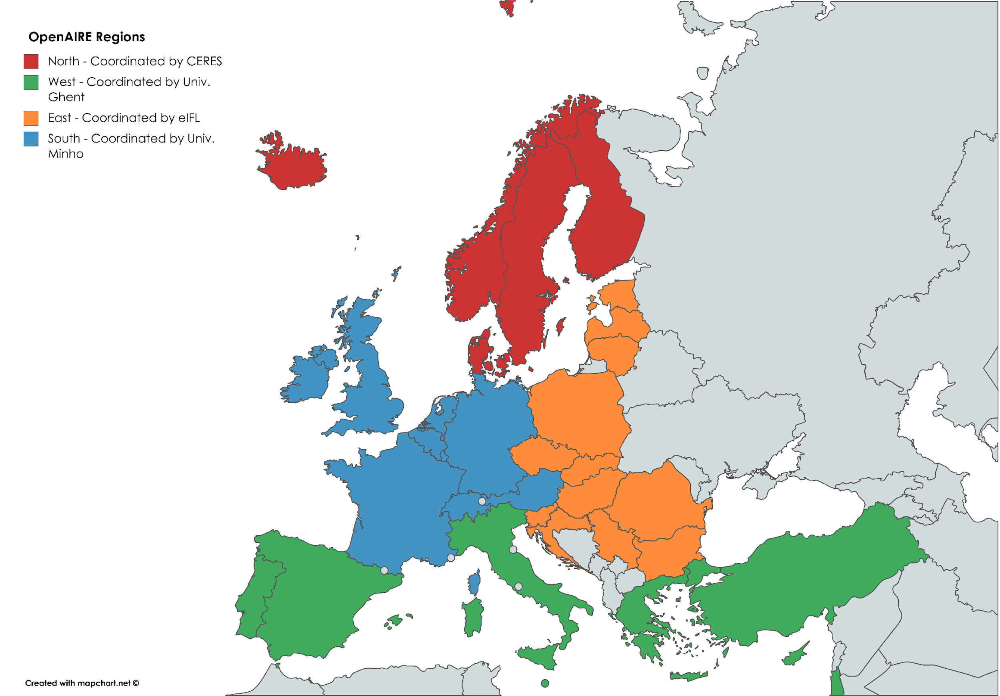 OpenAIRE Regions
North - Coordinated by CERES
West - Coordinated by Univ.
Ghent
East - Coordinated by eIFL
South - Coordinated by Univ.
Minho
Created with mapchart.net ©